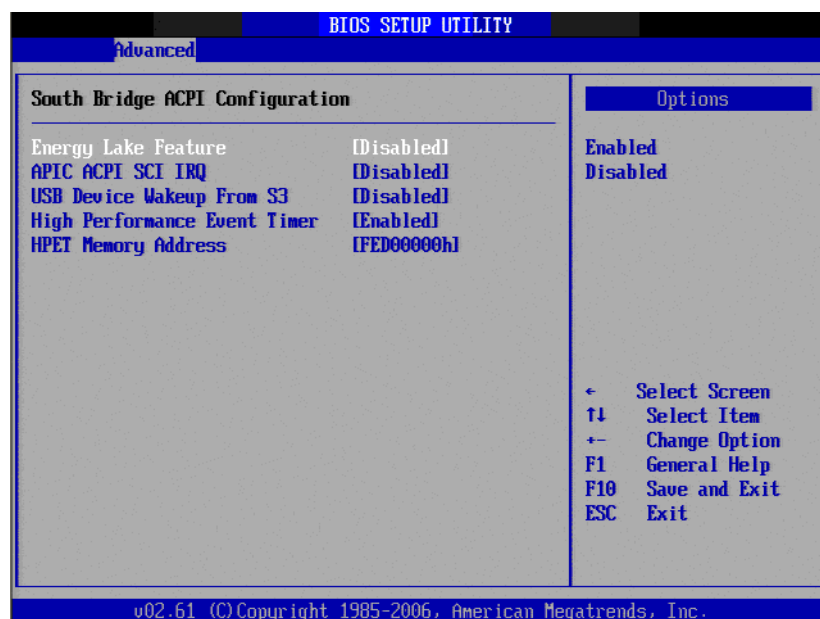 BIOS SETUP UTILITY
Advanced
South Bridge ACPI Configuration
Energy Lake Feature [Disabled]
APIC ACPI SCI IRQ [Disabled]
USB Device Wakeup From S3 [Disabled]
High Performance Event Timer [Enabled]
HPET Memory Address [FED00000h]
Options
Enabled
Disabled
← Select Screen
↑↓ Select Item
+- Change Option
F1 General Help
F10 Save and Exit
ESC Exit
v02.61 (C)Copyright 1985-2006, American Megatrends, Inc.